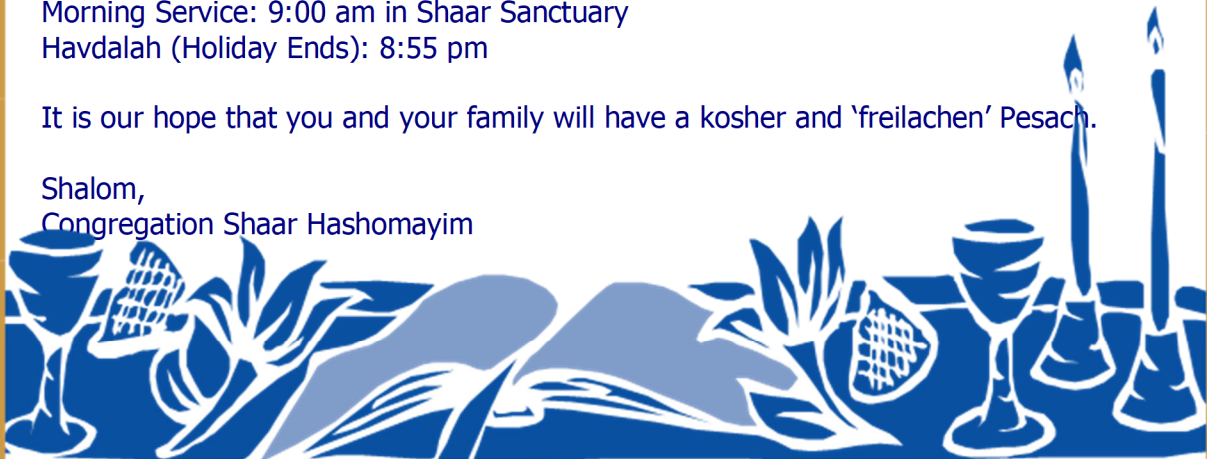 Morning Service: 9:00 am in Shaar Sanctuary
Havdalah (Holiday Ends): 8:55 pm
It is our hope that you and your family will have a kosher and ‘freilachen’ Pesach.
Shalom,
Congregation Shaar Hashomayim